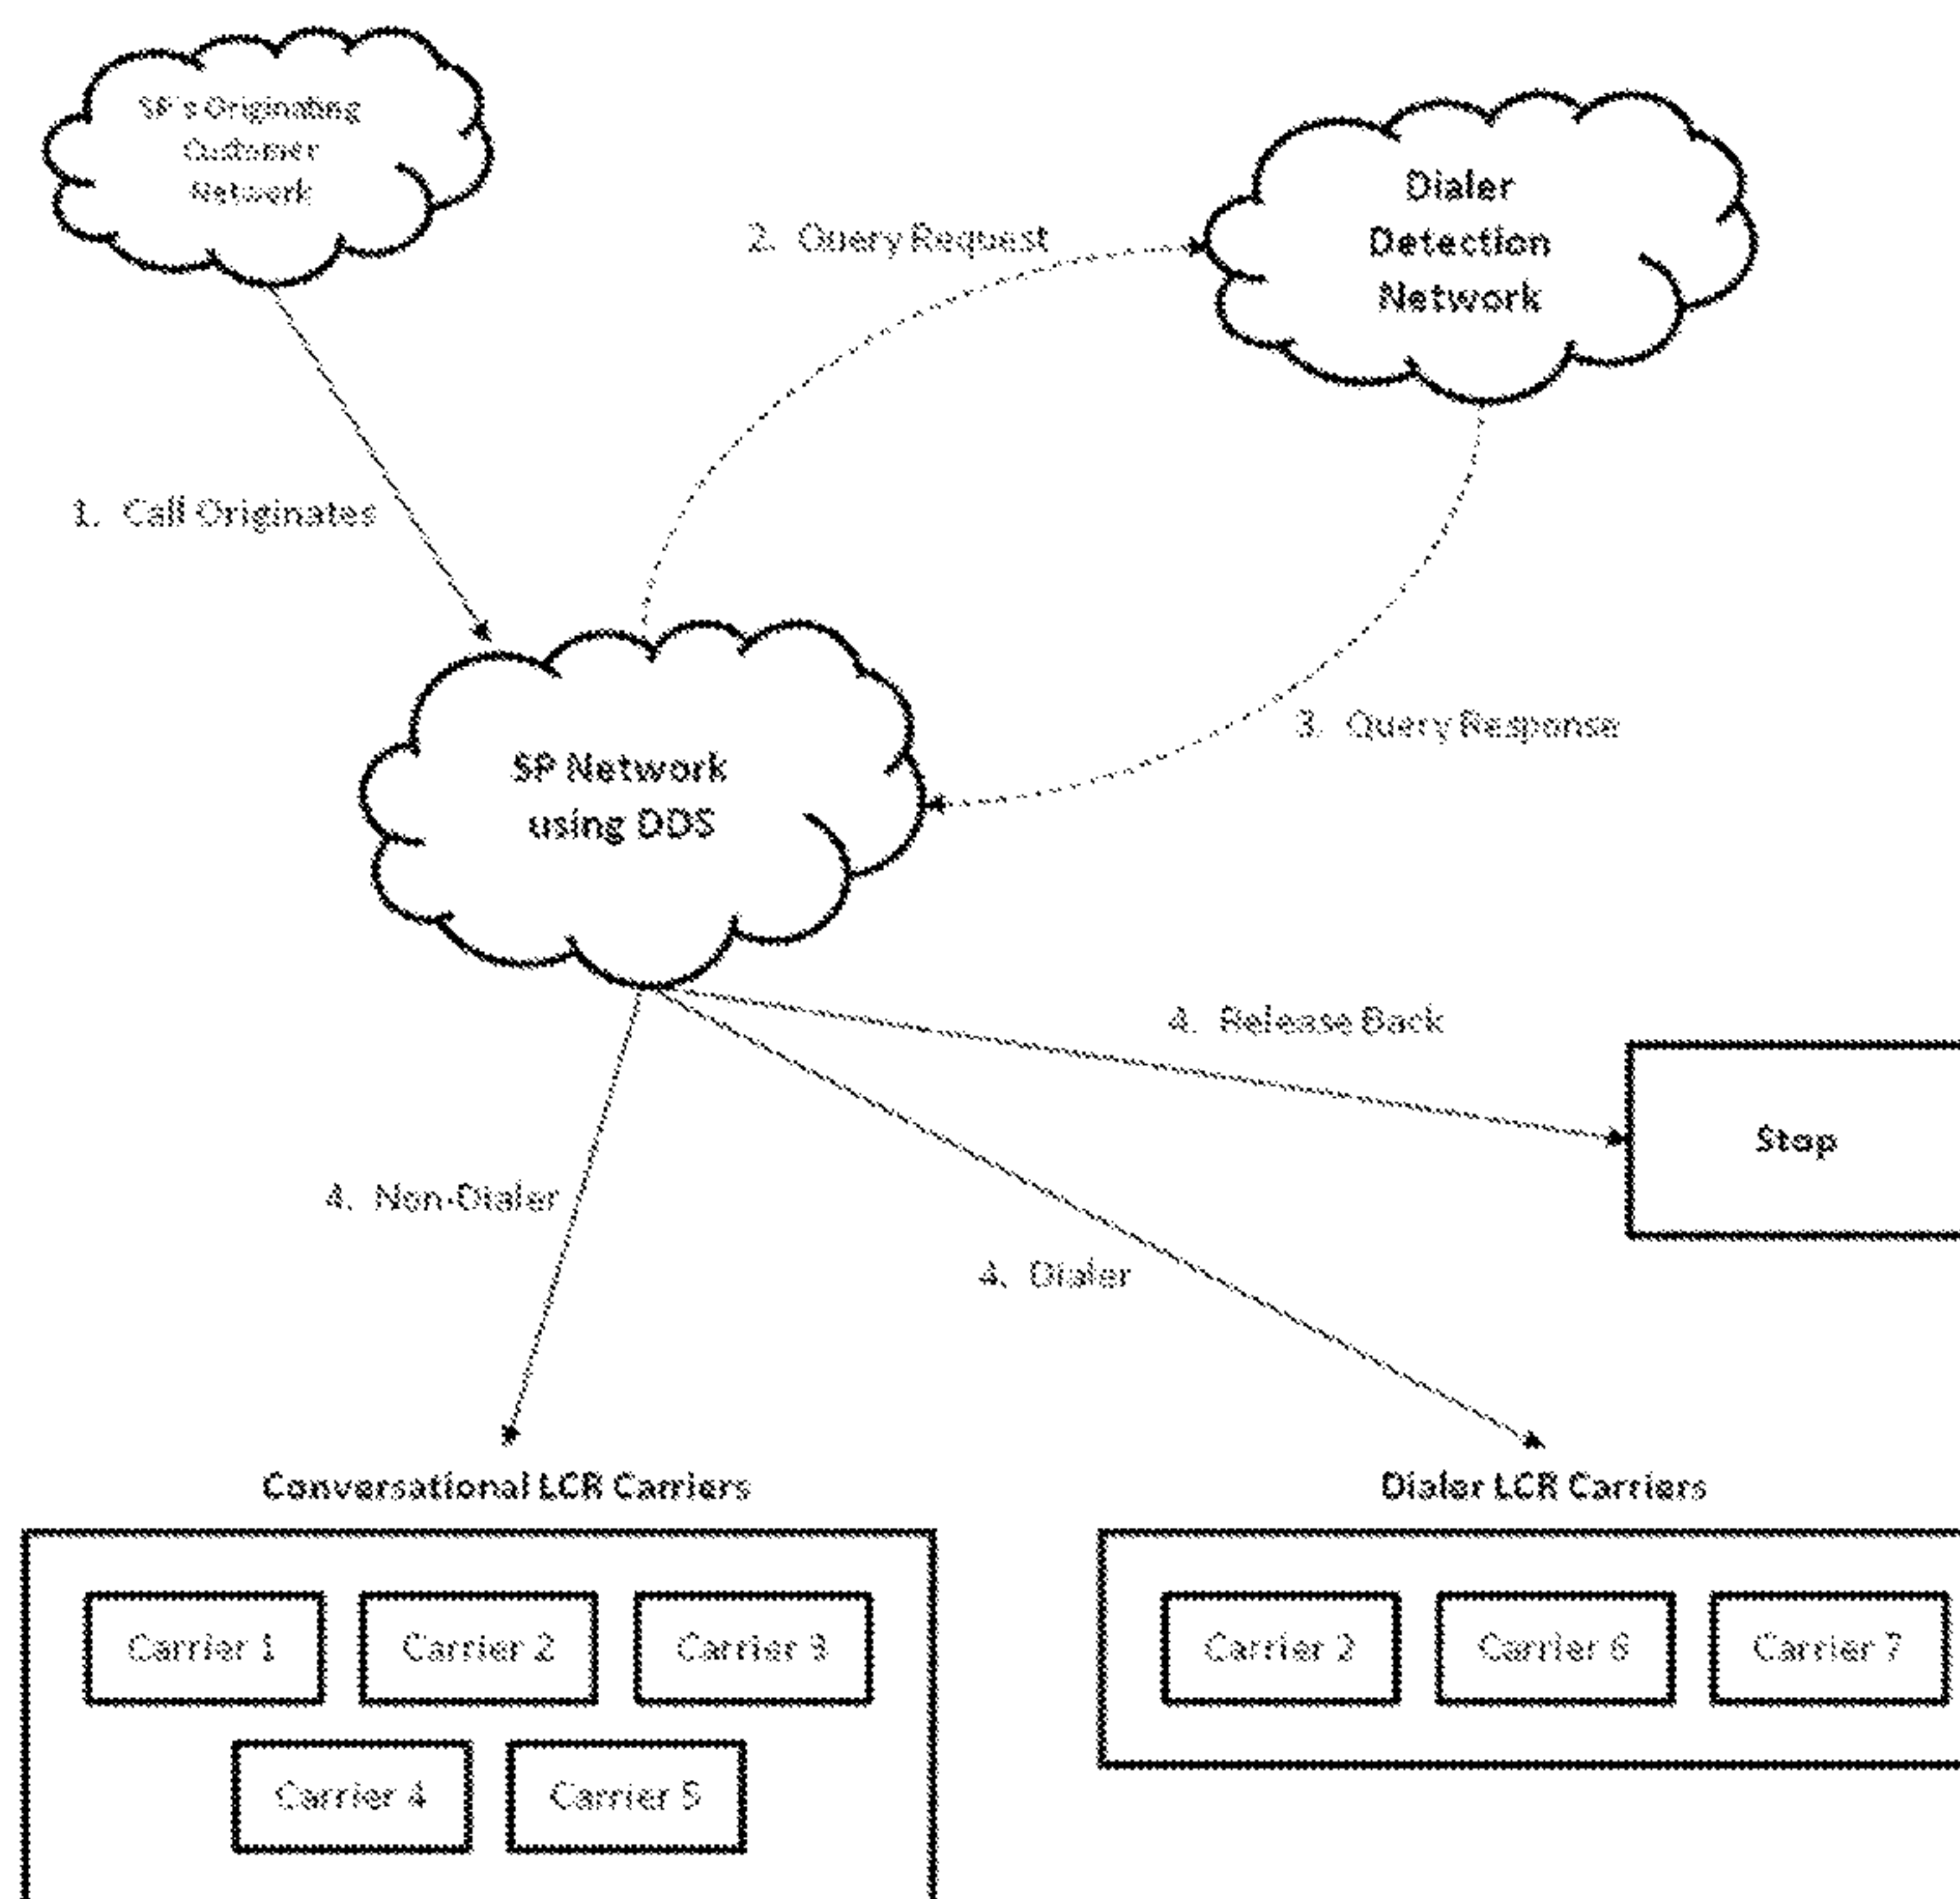 SP's Originating
Customer
Network
Dialer
Detection
Network
2. Query Request
1. Call Originates
3. Query Response
SP Network
using DDS
4. Release Back
Stop
4. Non-Dialer
4. Dialer
Conversational LCR Carriers
Dialer LCR Carriers
Carrier 1
Carrier 2
Carrier 3
Carrier 2
Carrier 6
Carrier 7
Carrier 4
Carrier 5